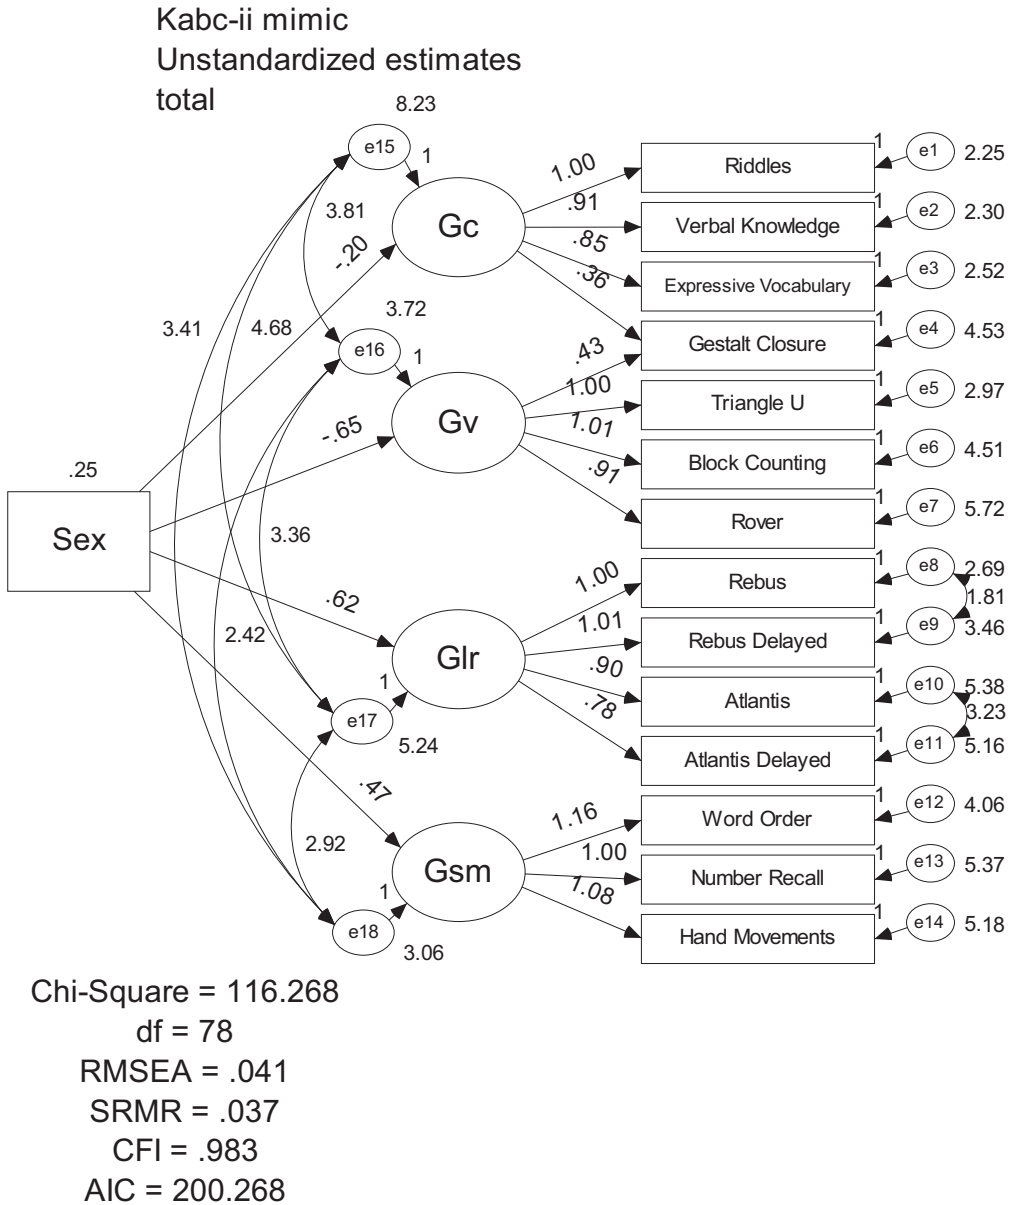 Kabc-ii mimic
Unstandardized estimates
total
8.23
e15
1
3.81
-.20
Gc
1.00
.91
.85
.36
Riddles
1
e1
2.25
Verbal Knowledge
1
e2
2.30
Expressive Vocabulary
1
e3
2.52
Gestalt Closure
1
e4
4.53
3.41
4.68
3.72
e16
1
-.65
Gv
.43
1.00
1.01
.91
Triangle U
1
e5
2.97
Block Counting
1
e6
4.51
Rover
1
e7
5.72
.25
Sex
3.36
.62
2.42
Glr
1.00
1.01
.90
.78
Rebus
1
e8
2.69
1.81
Rebus Delayed
1
e9
3.46
Atlantis
1
e10
5.38
3.23
Atlantis Delayed
1
e11
5.16
1
e17
5.24
.47
2.92
Gsm
1.16
1.00
1.08
Word Order
1
e12
4.06
Number Recall
1
e13
5.37
Hand Movements
1
e14
5.18
1
e18
3.06
Chi-Square = 116.268
df = 78
RMSEA = .041
SRMR = .037
CFI = .983
AIC = 200.268